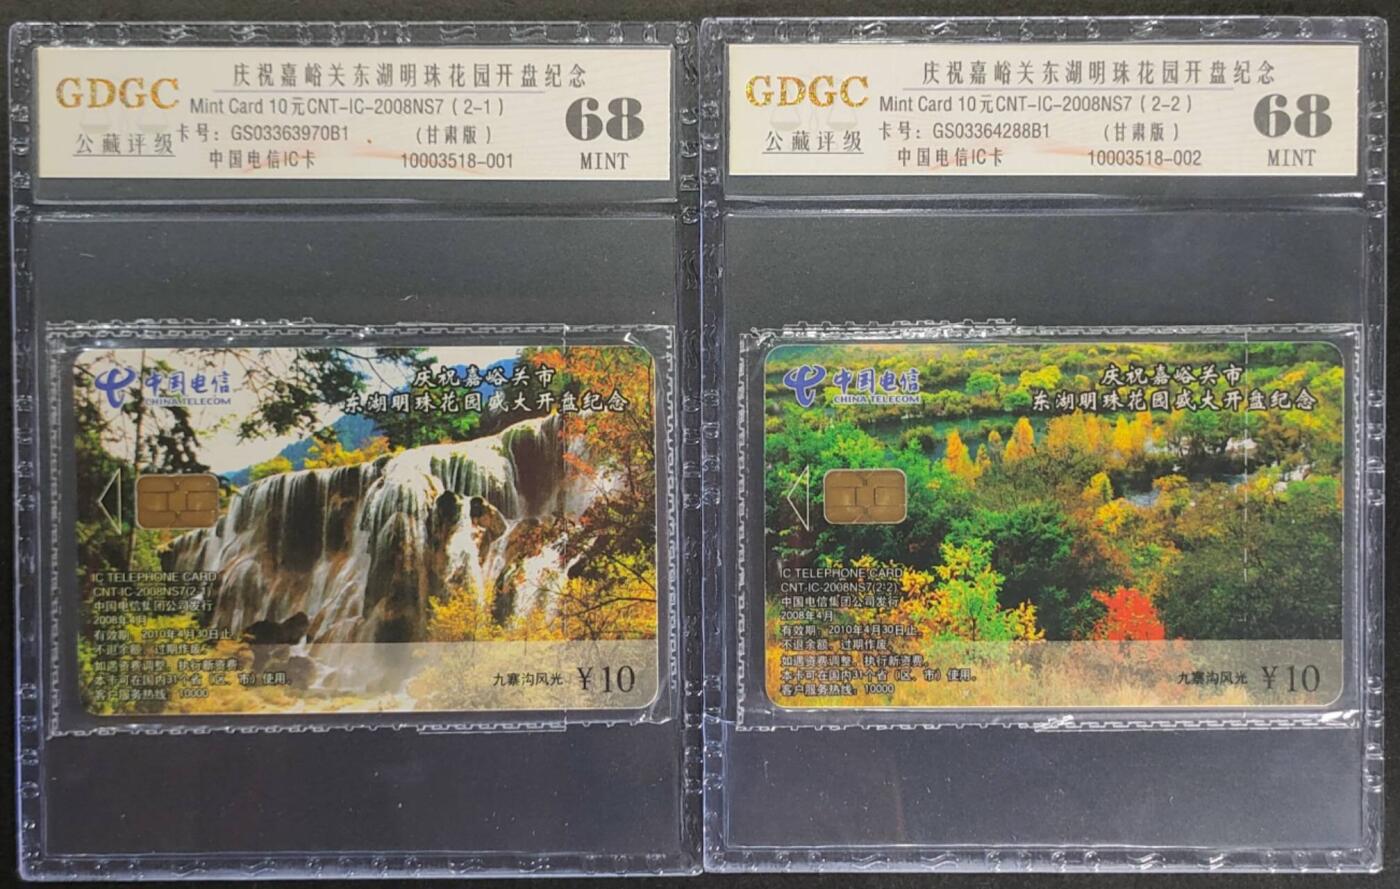 庆祝嘉峪关东湖明珠花园开盘纪念
GDGC
Mint Card 10元CNT-IC-2008NS7(2-1)
68
公藏评级
卡号: GS03363970B1 (甘肃版)
中国电信IC卡 10003518-001
MINT
中国电信
CHINA TELECOM
庆祝嘉峪关市
东湖明珠花园盛大开盘纪念
IC TELEPHONE CARD
CNT-IC-2008NS7(2-1)
中国电信集团公司发行
2008年4月
有效期: 2010年4月30日止
不退余额, 过期作废。
如遇资费调整, 执行新资费。
本卡可在国内31个省(区、市)使用。
客户服务热线: 10000
九寨沟风光 ¥10
庆祝嘉峪关东湖明珠花园开盘纪念
GDGC
Mint Card 10元CNT-IC-2008NS7(2-2)
68
公藏评级
卡号: GS03364288B1 (甘肃版)
中国电信IC卡 10003518-002
MINT
中国电信
CHINA TELECOM
庆祝嘉峪关市
东湖明珠花园盛大开盘纪念
IC TELEPHONE CARD
CNT-IC-2008NS7(2-2)
中国电信集团公司发行
2008年4月
有效期: 2010年4月30日止
不退余额, 过期作废。
如遇资费调整, 执行新资费。
本卡可在国内31个省(区、市)使用。
客户服务热线: 10000
九寨沟风光 ¥10